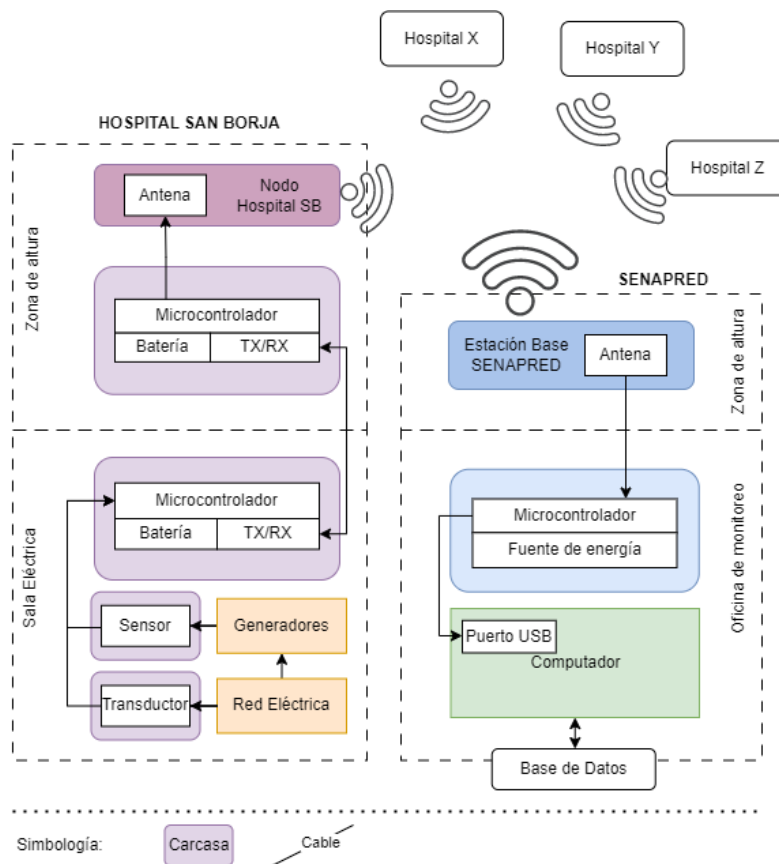 Hospital X
Hospital Y
Hospital Z
HOSPITAL SAN BORJA
Zona de altura
Antena
Nodo
Hospital SB
Microcontrolador
Batería
TX/RX
Sala Eléctrica
Microcontrolador
Batería
TX/RX
Sensor
Generadores
Transductor
Red Eléctrica
SENAPRED
Zona de altura
Estación Base
SENAPRED
Antena
Oficina de monitoreo
Microcontrolador
Fuente de energía
Puerto USB
Computador
Base de Datos
Simbología:
Carcasa
Cable